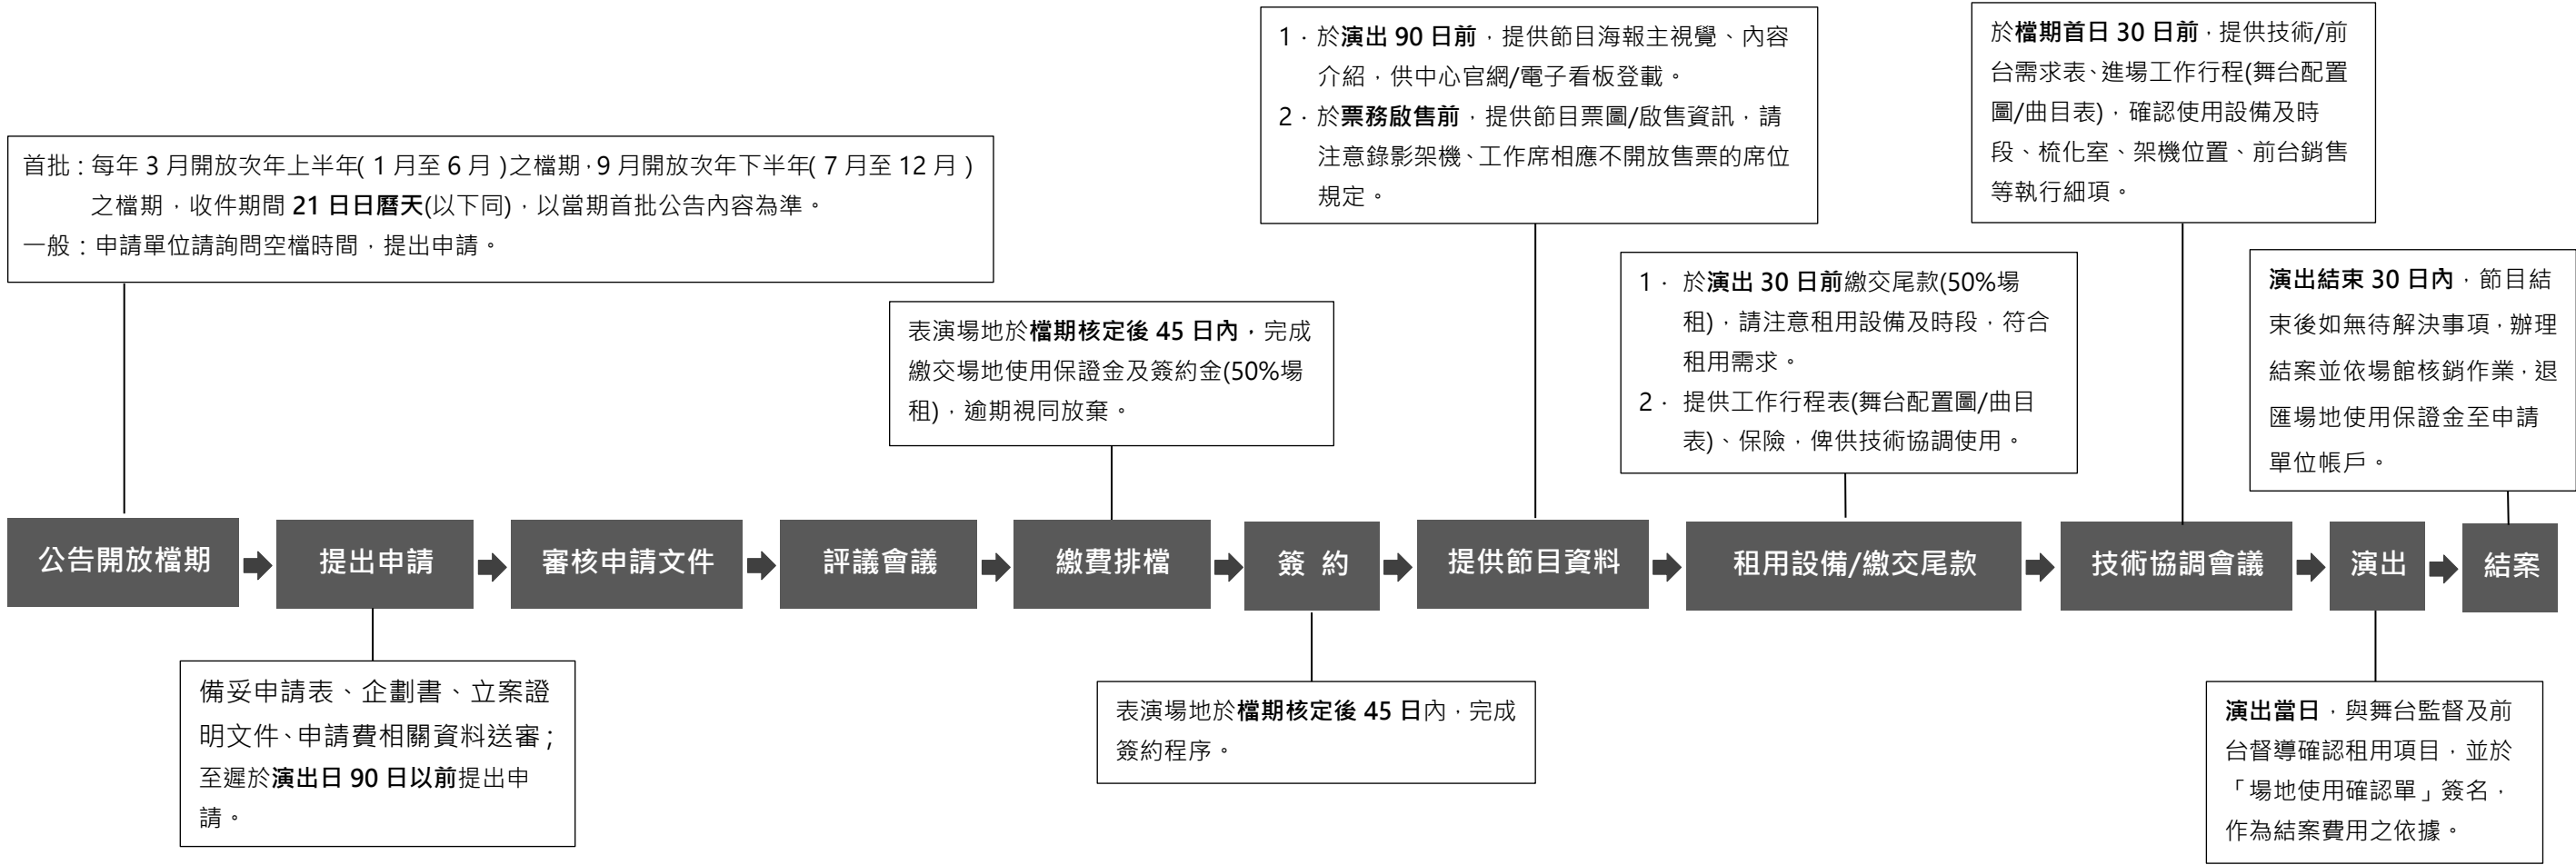 首批：每年 3 月開放次年上半年( 1 月至 6 月 )之檔期，9 月開放次年下半年( 7 月至 12 月 )
之檔期，收件期間 21 日日曆天(以下同)，以當期首批公告內容為準。
一般：申請單位請詢問空檔時間，提出申請。
表演場地於檔期核定後 45 日內，完成
繳交場地使用保證金及簽約金(50%場
租)，逾期視同放棄。
1．於演出 90 日前，提供節目海報主視覺、內容
介紹，供中心官網/電子看板登載。
2．於票務啟售前，提供節目票圖/啟售資訊，請
注意錄影架機、工作席相應不開放售票的席位
規定。
1． 於演出 30 日前繳交尾款(50%場
租)，請注意租用設備及時段，符合
租用需求。
2． 提供工作行程表(舞台配置圖/曲目
表)、保險，俾供技術協調使用。
於檔期首日 30 日前，提供技術/前
台需求表、進場工作行程(舞台配置
圖/曲目表)，確認使用設備及時
段、梳化室、架機位置、前台銷售
等執行細項。
演出結束 30 日內，節目結
束後如無待解決事項，辦理
結案並依場館核銷作業，退
匯場地使用保證金至申請
單位帳戶。
公告開放檔期
提出申請
審核申請文件
評議會議
繳費排檔
簽 約
提供節目資料
租用設備/繳交尾款
技術協調會議
演出
結案
備妥申請表、企劃書、立案證
明文件、申請費相關資料送審；
至遲於演出日 90 日以前提出申
請。
表演場地於檔期核定後 45 日內，完成
簽約程序。
演出當日，與舞台監督及前
台督導確認租用項目，並於
「場地使用確認單」簽名，
作為結案費用之依據。